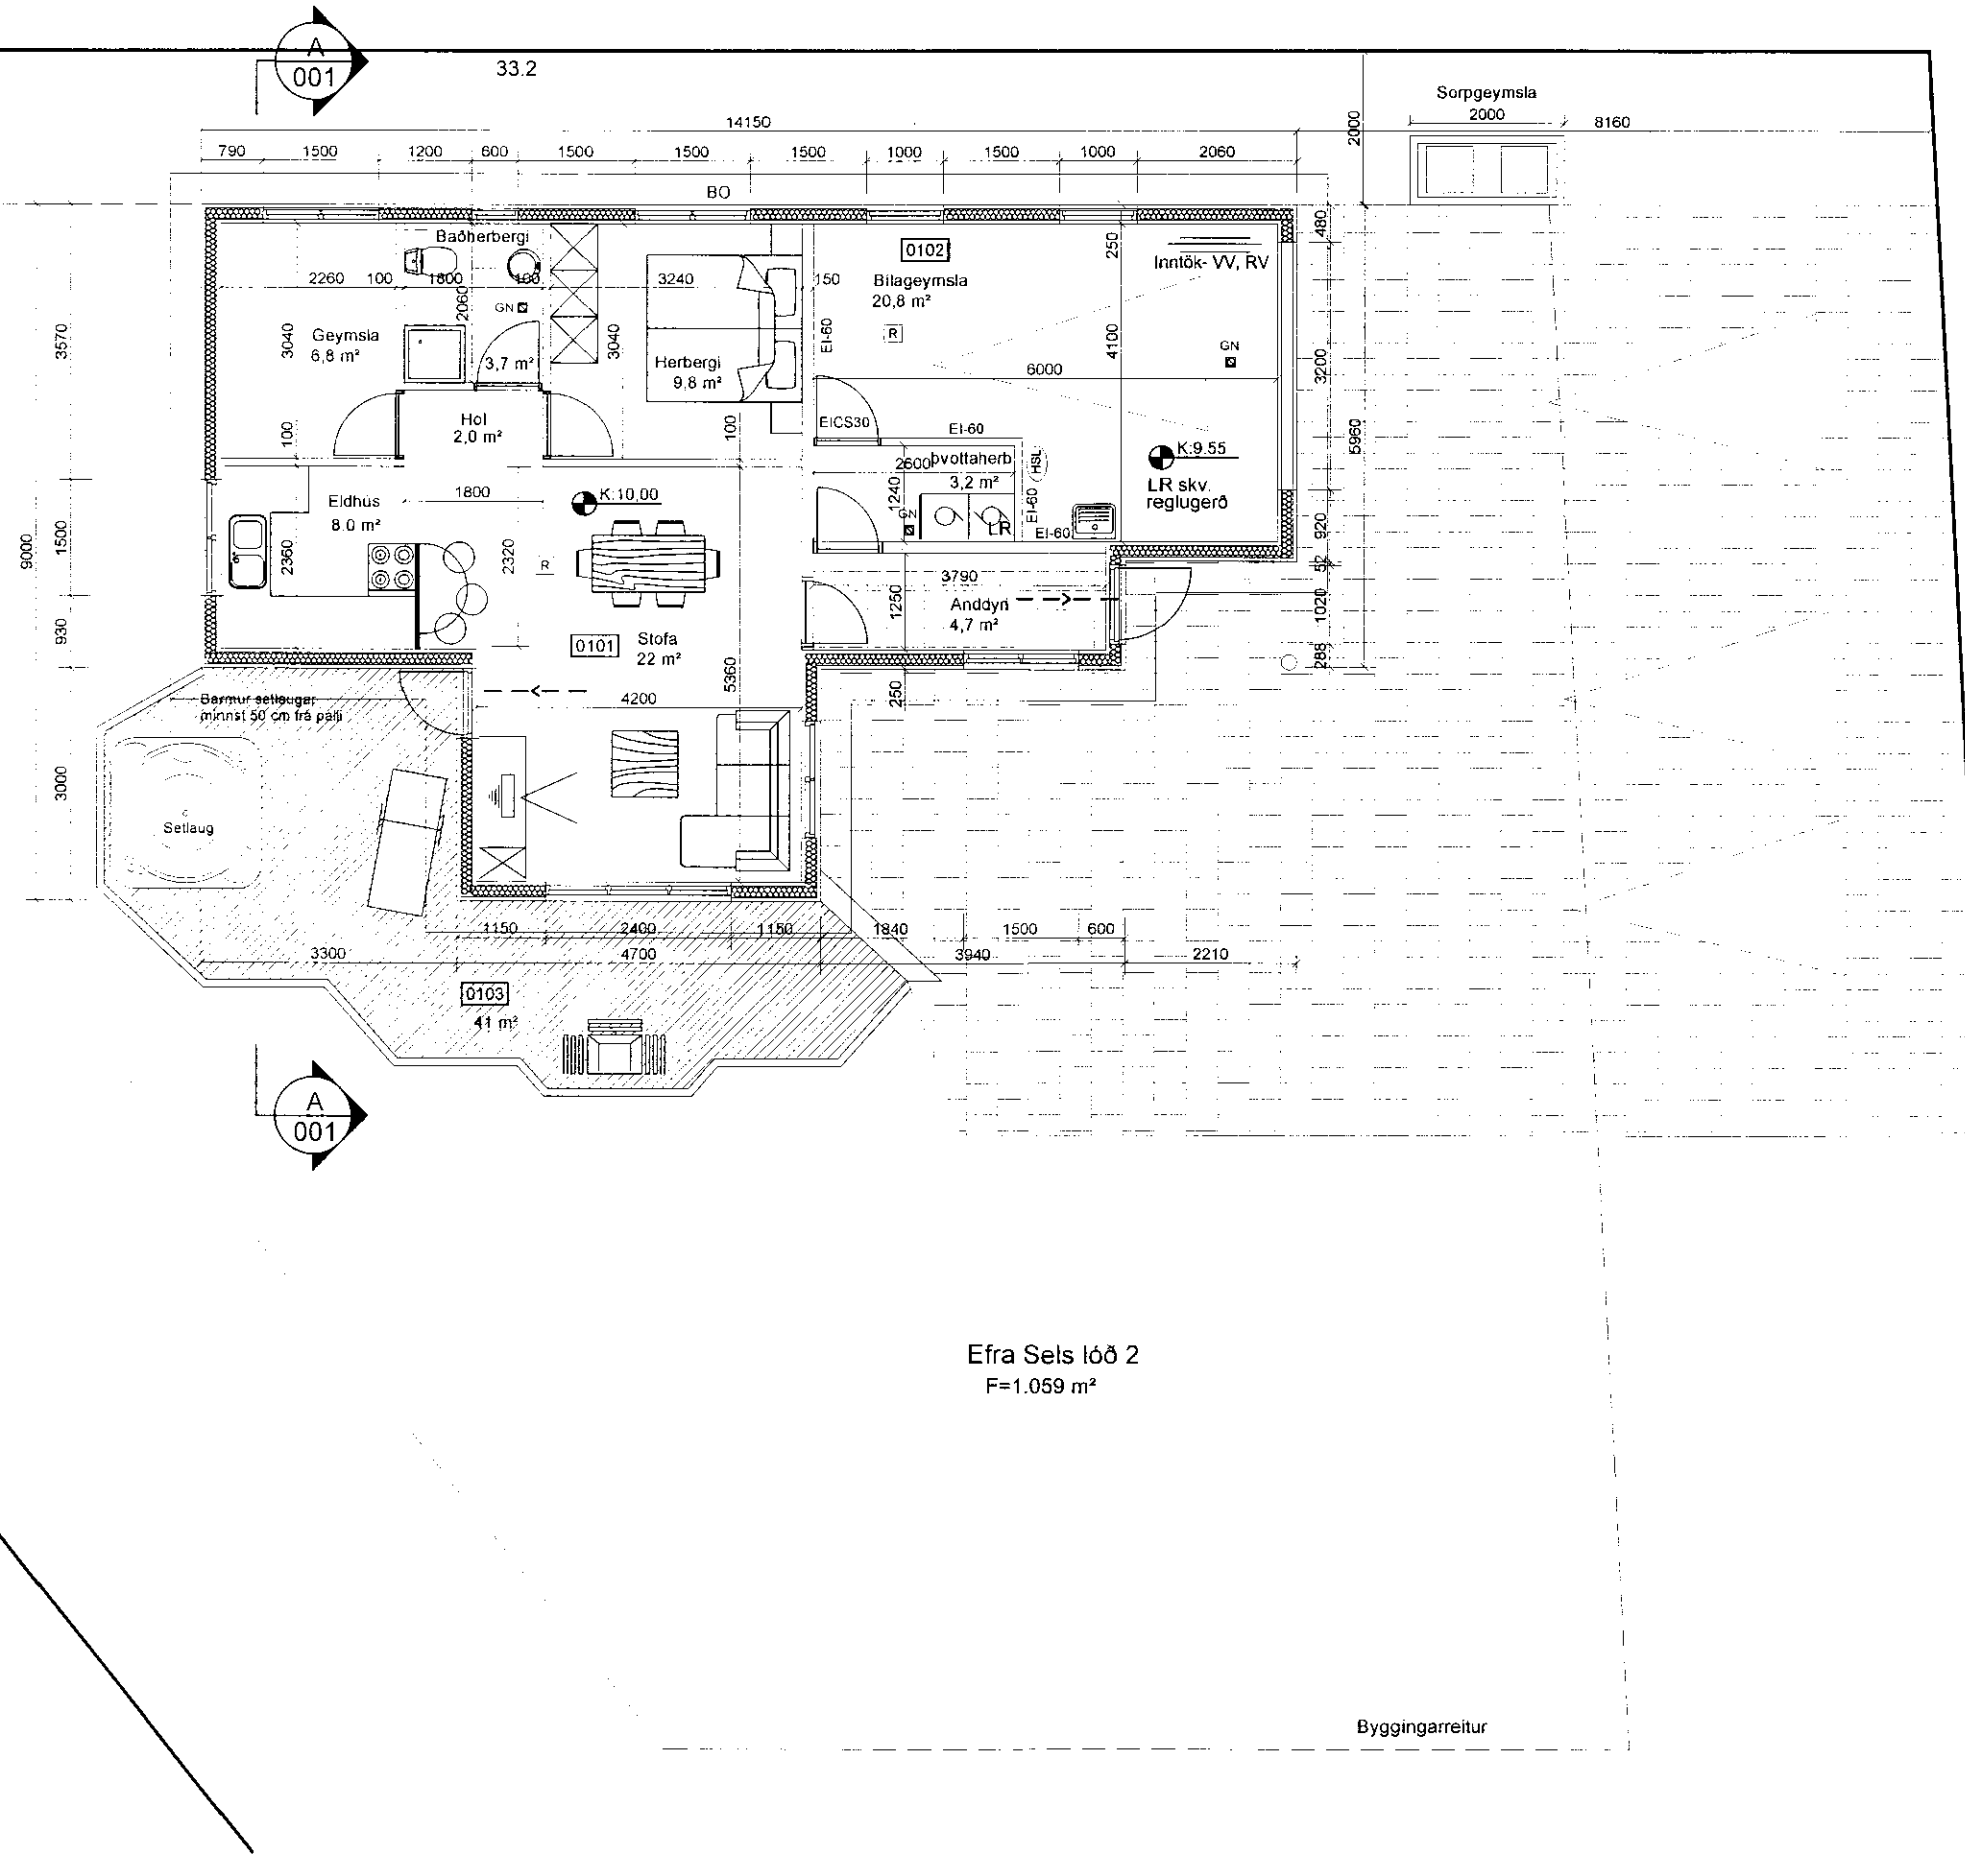 A
001
33.2
Sorpgeymsla
2000
14150
8160
2000
790
1500
1200
600
1500
1500
1500
1000
1500
1000
2060
BO
480
Baðherbergi
0102
250
Inntök- VV, RV
2260
100
1800
100
3240
150
Bílageymsla
20,8 m²
2060
GN
3570
3040
Geymsla
6,8 m²
3040
EI-60
R
4100
GN
3,7 m²
Herbergi
9,8 m²
6000
3200
Hol
2,0 m²
100
100
EICS30
EI-60
5960
K:9.55
2600
Þvottaherb
3,2 m²
HSL
LR skv.
reglugerð
Eldhús
8.0 m²
1800
K:10,00
1240
GN
LR
EI-60
EI-60
920
9000
1500
2360
2320
R
52
3790
1250
Anddyri
4,7 m²
1020
930
0101
Stofa
22 m²
288
5360
250
Barmur setlaugar
minnst 50 cm frá palli
4200
3000
Setlaug
1150
2400
1150
1840
1500
600
3300
4700
3940
2210
0103
41 m²
A
001
Efra Sels lóð 2
F=1.059 m²
Byggingarreitur